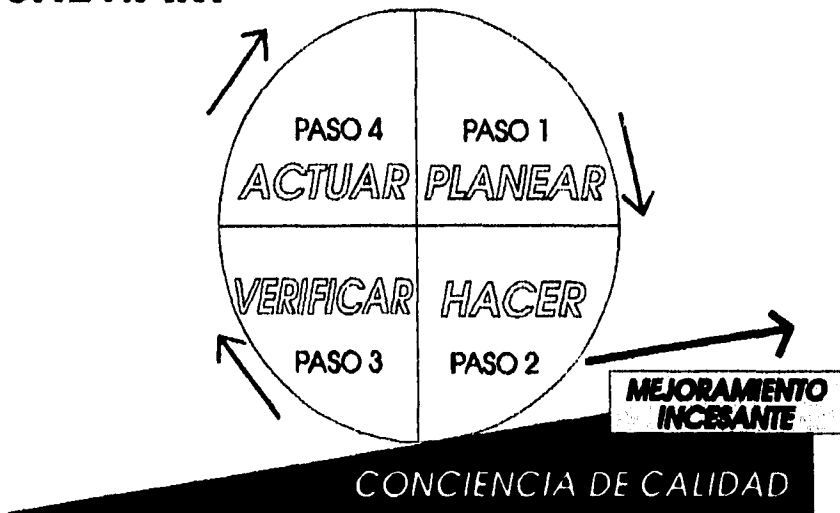 PASO 4
ACTUAR
PASO 1
PLANEAR
VERIFICAR
PASO 3
HACER
PASO 2
MEJORAMIENTO
INCESANTE
CONCIENCIA DE CALIDAD